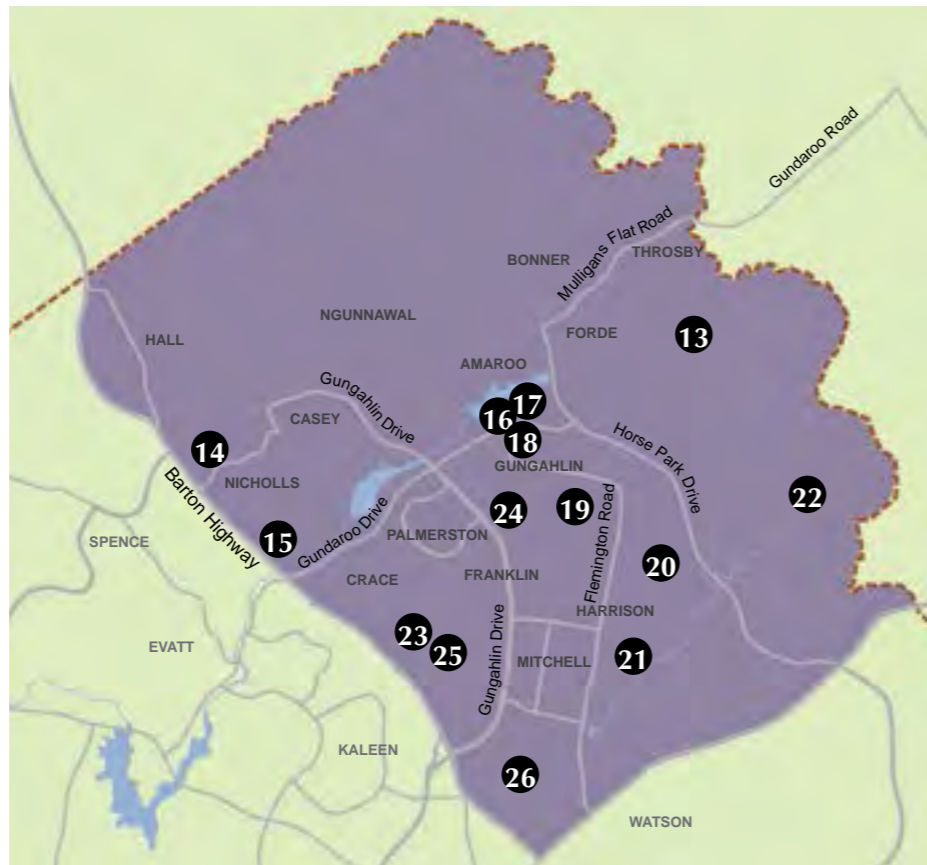 Gundaroo Road
Mulligans Flat Road
THROSBY
BONNER
NGUNNAWAL
FORDE
13
HALL
AMAROO
Gungahlin Drive
17
16
CASEY
18
Horse Park Drive
14
GUNGAHLIN
Barton Highway
NICHOLLS
22
24
19
Flemington Road
Gundaroo Drive
PALMERSTON
15
SPENCE
20
CRACE
FRANKLIN
HARRISON
23
EVATT
25
Gungahlin Drive
MITCHELL
21
KALEEN
26
WATSON